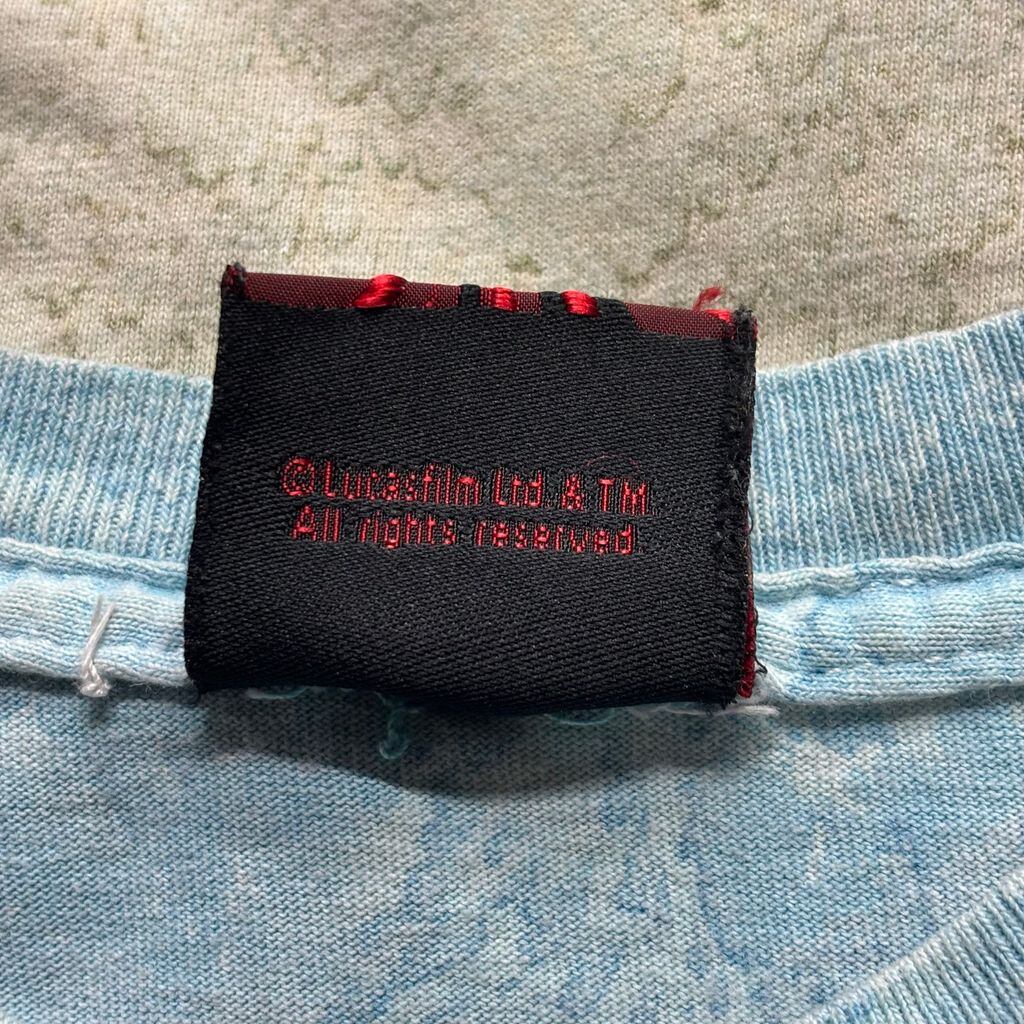 ©Lucasfilm Ltd. & TM.
All rights reserved.